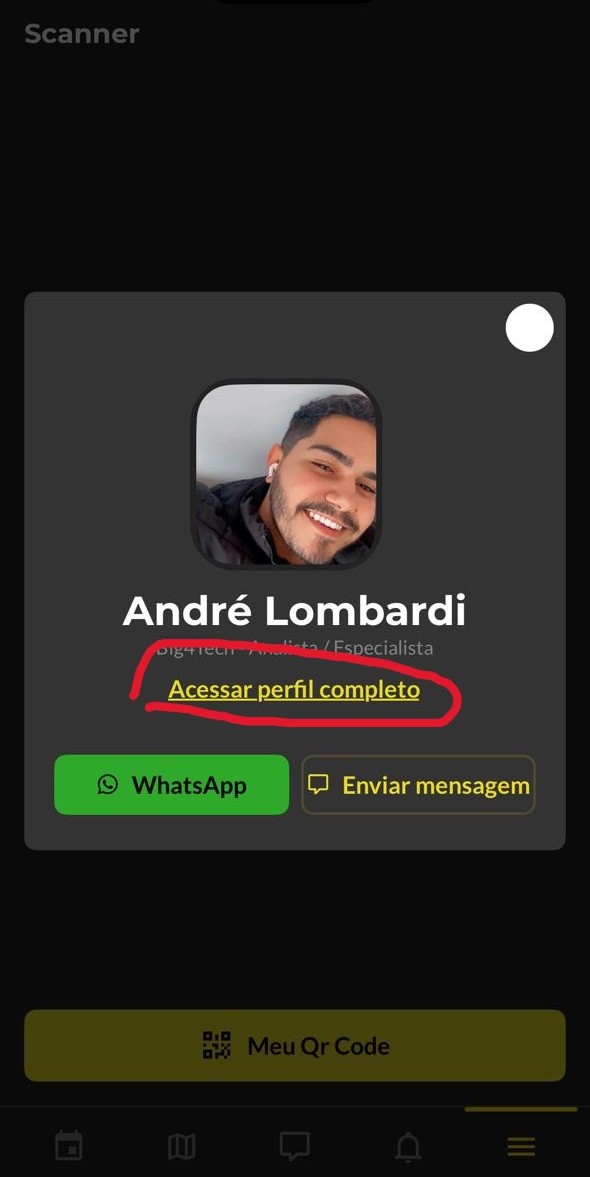 Scanner
André Lombardi
Big4Tech - Analista / Especialista
Acessar perfil completo
WhatsApp
Enviar mensagem
Meu Qr Code